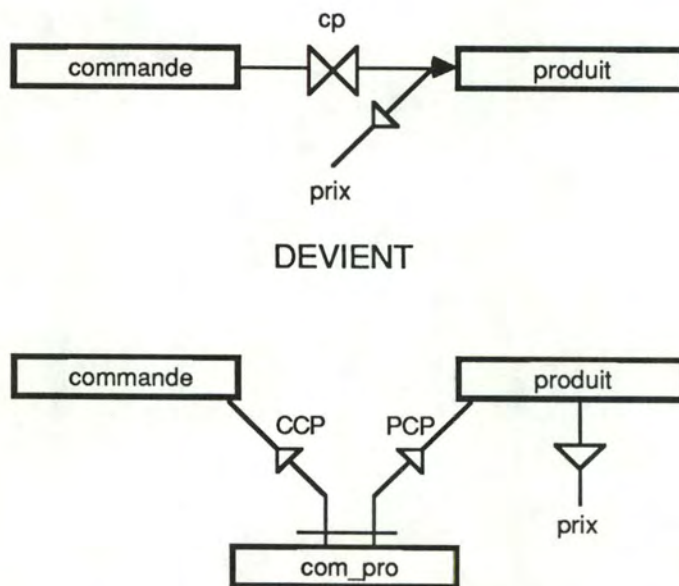 cp
commande
produit
prix
DEVIENT
commande
produit
CCP
PCP
prix
com_pro